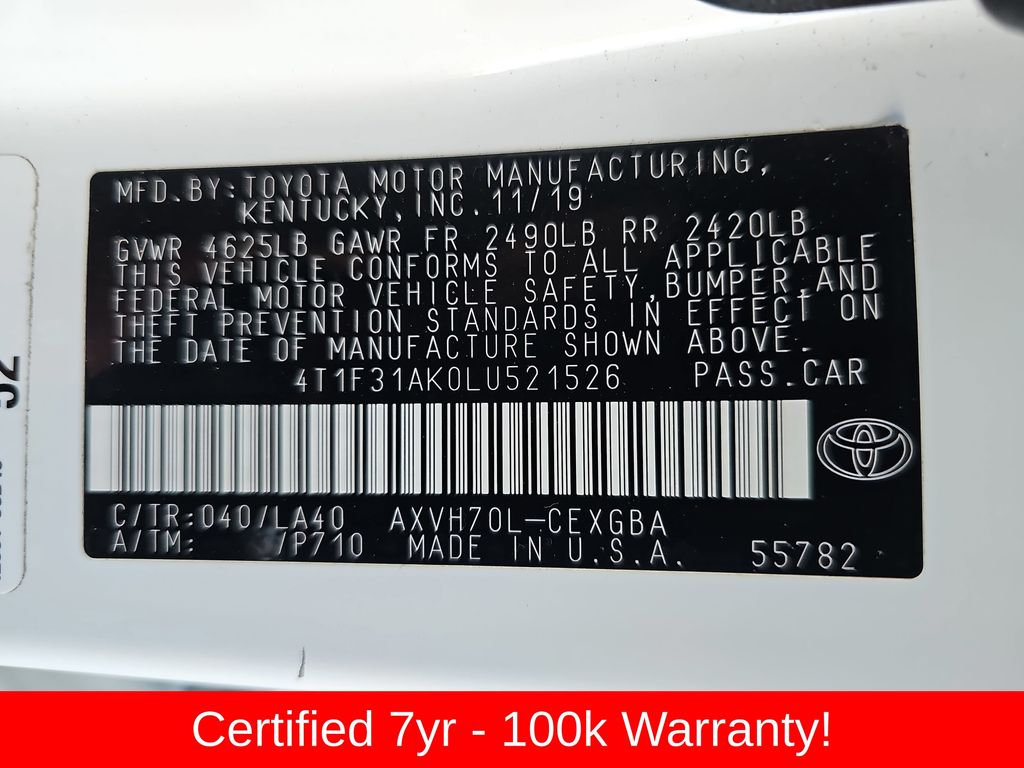 MFD. BY: TOYOTA MOTOR MANUFACTURING,
KENTUCKY, INC. 11/19
GVWR 4625LB GAWR FR 2490LB RR 2420LB
THIS VEHICLE CONFORMS TO ALL APPLICABLE
FEDERAL MOTOR VEHICLE SAFETY, BUMPER, AND
THEFT PREVENTION STANDARDS IN EFFECT ON
THE DATE OF MANUFACTURE SHOWN ABOVE.
4T1F31AK0LU521526 PASS.CAR
C/TR: 040/LA40 AXVH70L-CEXGBA
A/TM: 7P710 MADE IN U.S.A. 55782
52
Certified 7yr - 100k Warranty!